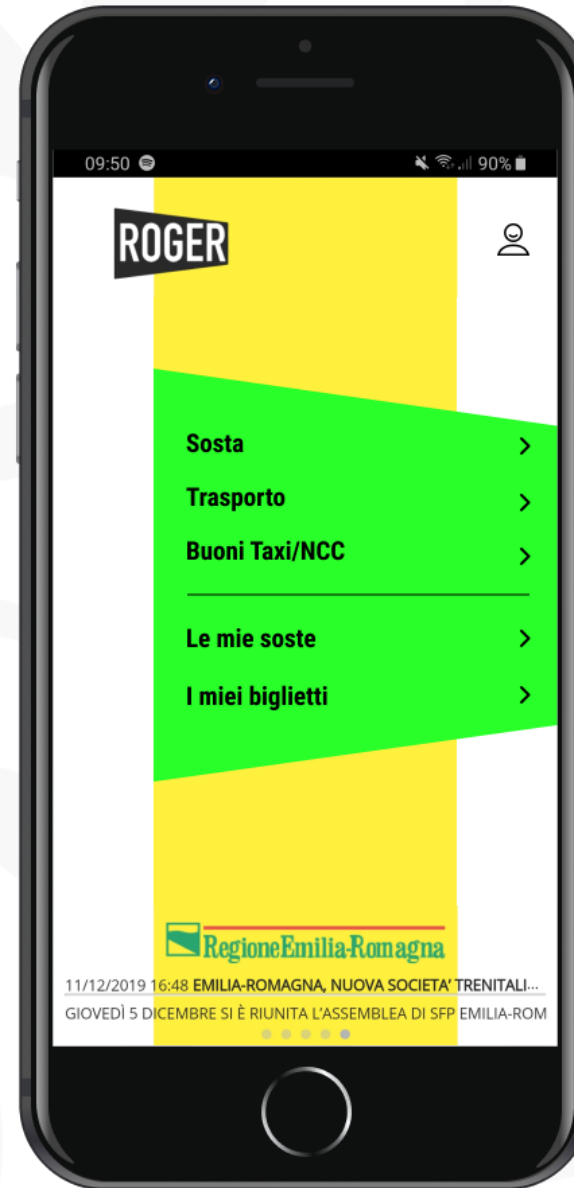 09:50 90%
ROGER
Sosta
Trasporto
Buoni Taxi/NCC
Le mie soste
I miei biglietti
RegioneEmilia-Romagna
11/12/2019 16:48 EMILIA-ROMAGNA, NUOVA SOCIETA’ TRENITALI...
GIOVEDÌ 5 DICEMBRE SI È RIUNITA L’ASSEMBLEA DI SFP EMILIA-ROM